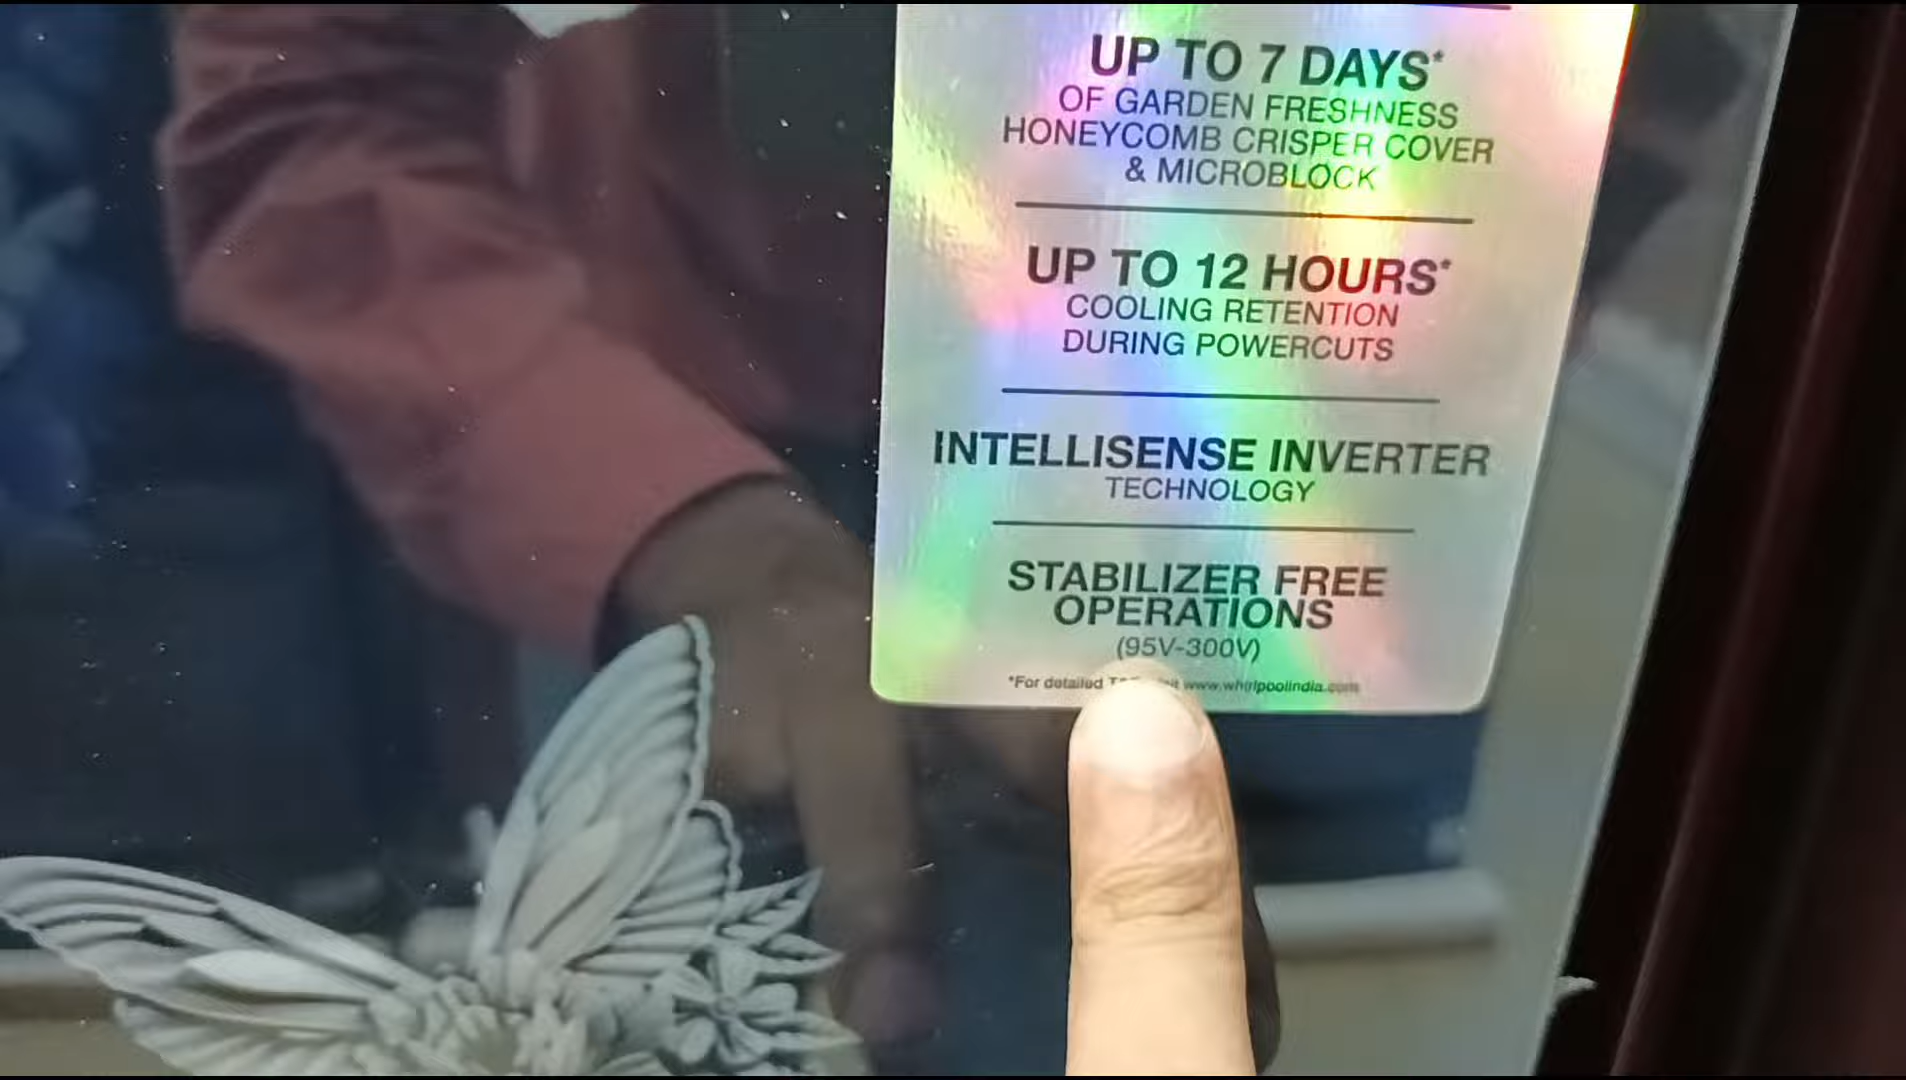 UP TO 7 DAYS*
OF GARDEN FRESHNESS
HONEYCOMB CRISPER COVER
& MICROBLOCK
UP TO 12 HOURS*
COOLING RETENTION
DURING POWERCUTS
INTELLISENSE INVERTER
TECHNOLOGY
STABILIZER FREE
OPERATIONS
(95V-300V)
*For detailed www.whirlpoolindia.com